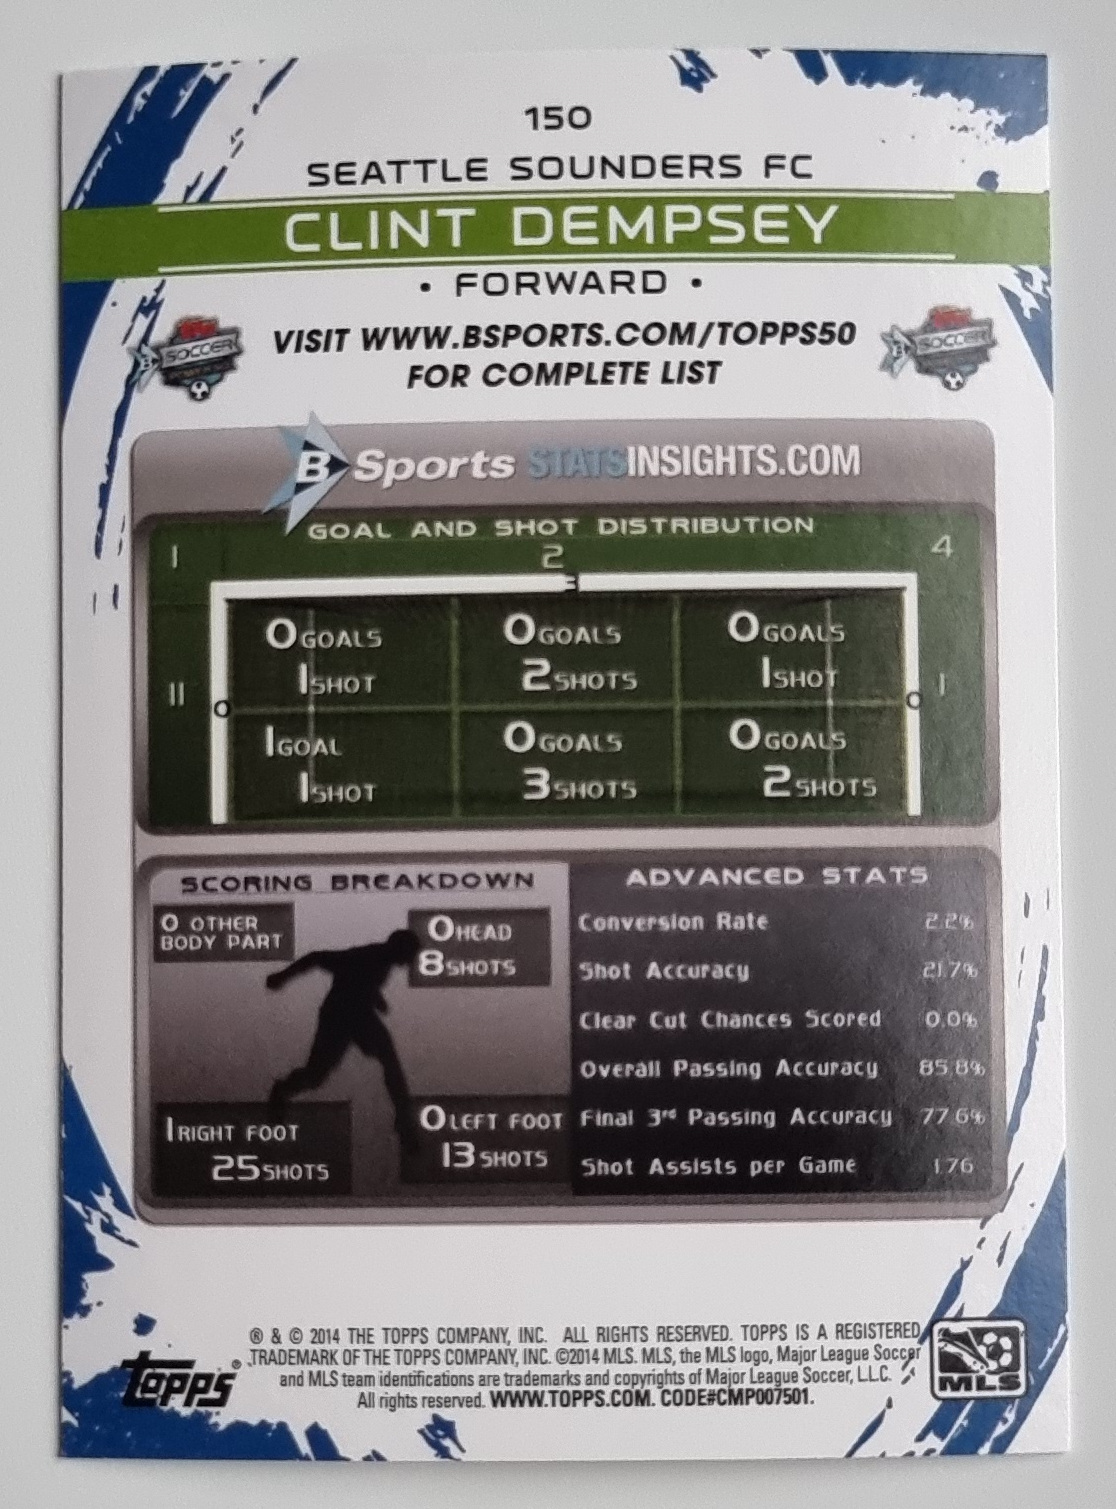 150
SEATTLE SOUNDERS FC
CLINT DEMPSEY
• FORWARD •
VISIT WWW.BSPORTS.COM/TOPPS50
FOR COMPLETE LIST
B SOCCER
B SOCCER
B Sports STATSINSIGHTS.COM
GOAL AND SHOT DISTRIBUTION
1 2 4
3
0 GOALS 0 GOALS 0 GOALS
1 SHOT 2 SHOTS 1 SHOT
11 1
0 0
1 GOAL 0 GOALS 0 GOALS
1 SHOT 3 SHOTS 2 SHOTS
SCORING BREAKDOWN
0 OTHER
BODY PART
0 HEAD
8 SHOTS
1 RIGHT FOOT
25 SHOTS
0 LEFT FOOT
13 SHOTS
ADVANCED STATS
Conversion Rate 2.2%
Shot Accuracy 21.7%
Clear Cut Chances Scored 0.0%
Overall Passing Accuracy 85.8%
Final 3rd Passing Accuracy 77.6%
Shot Assists per Game 1.76
® & © 2014 THE TOPPS COMPANY, INC. ALL RIGHTS RESERVED. TOPPS IS A REGISTERED
TRADEMARK OF THE TOPPS COMPANY, INC. ©2014 MLS. MLS, the MLS logo, Major League Soccer
and MLS team identifications are trademarks and copyrights of Major League Soccer, L.L.C.
All rights reserved. WWW.TOPPS.COM. CODE#CMP007501.
Topps®
MLS